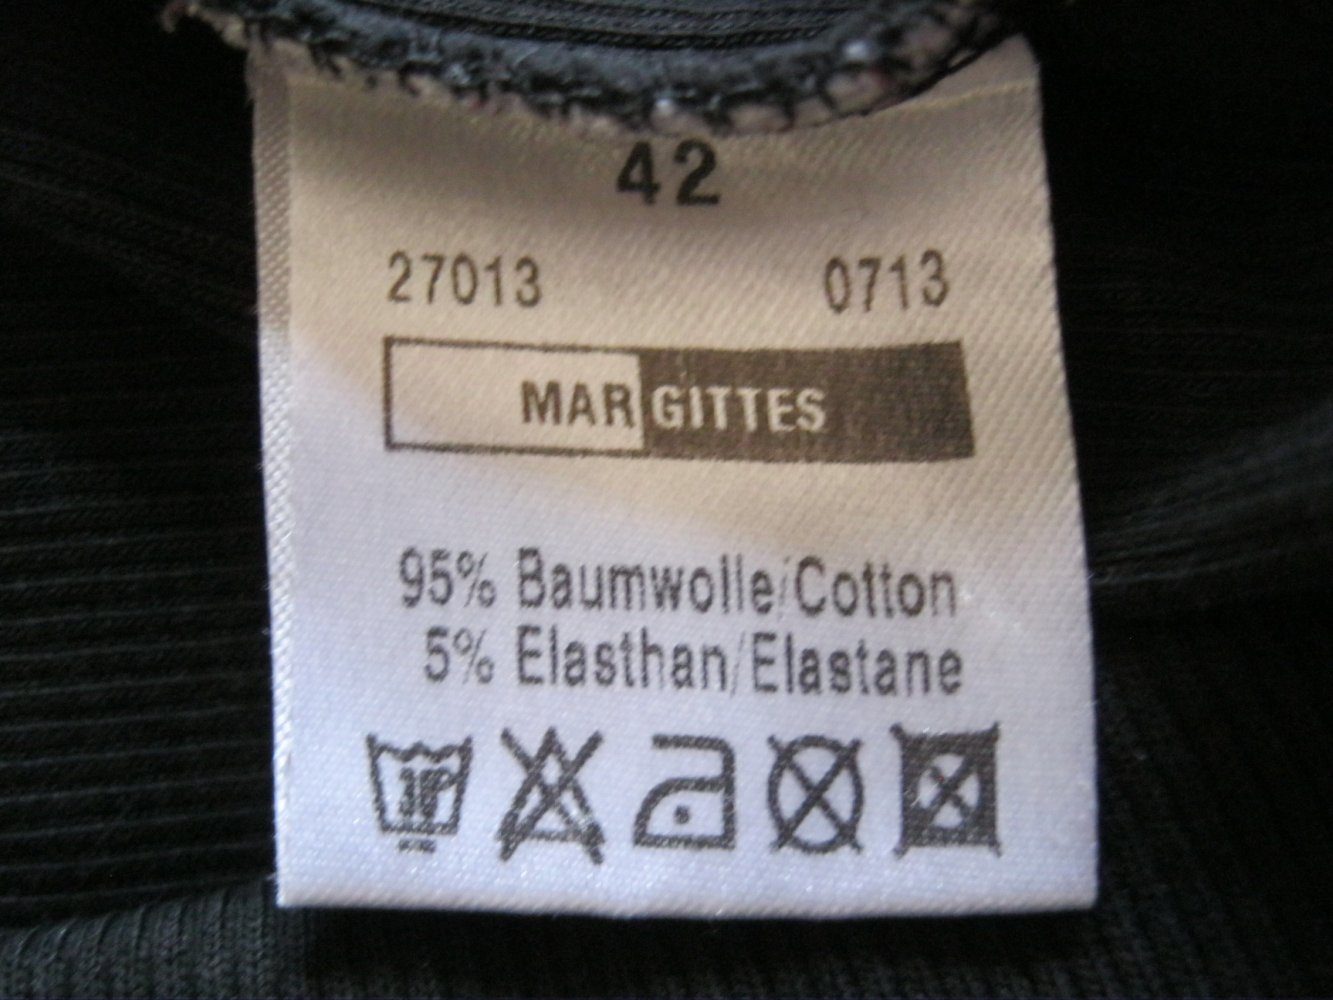 42
27013 0713
MARGITTES
95% Baumwolle/Cotton
5% Elasthan/Elastane
30°